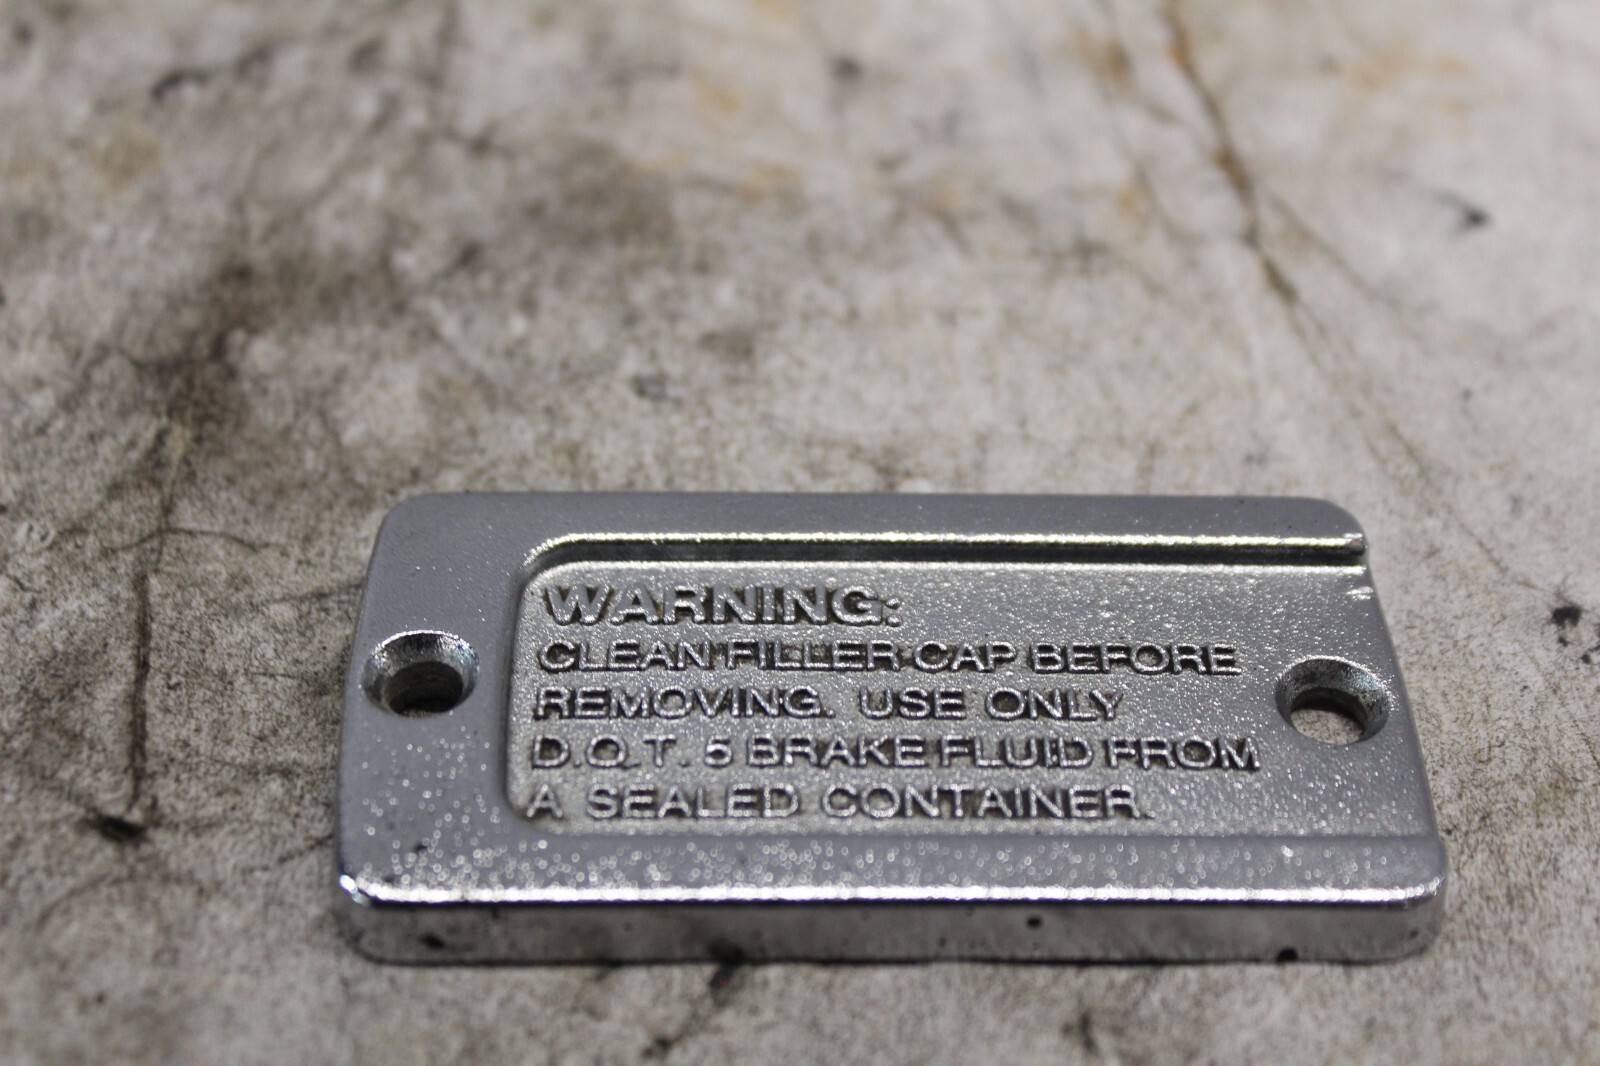 WARNING:
CLEAN FILLER CAP BEFORE
REMOVING. USE ONLY
D.O.T. 5 BRAKE FLUID FROM
A SEALED CONTAINER.